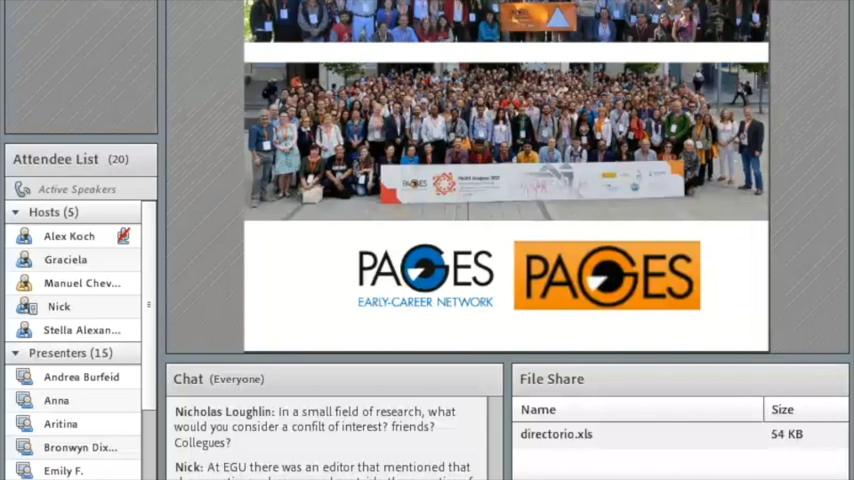 PAGES
PAGES
Attendee List (20)
Active Speakers
Hosts (5)
Alex Koch
Graciela
Manuel Chev...
Nick
Stella Alexan...
Presenters (15)
Andrea Burfeid
Anna
Aritina
Bronwyn Dix...
Emily F.
PAGES
EARLY-CAREER NETWORK
PAGES
Chat (Everyone)
Nicholas Loughlin: In a small field of research, what
would you consider a confilt of interest? friends?
Collegues?
Nick: At EGU there was an editor that mentioned that
File Share
Name
Size
directorio.xls
54 KB